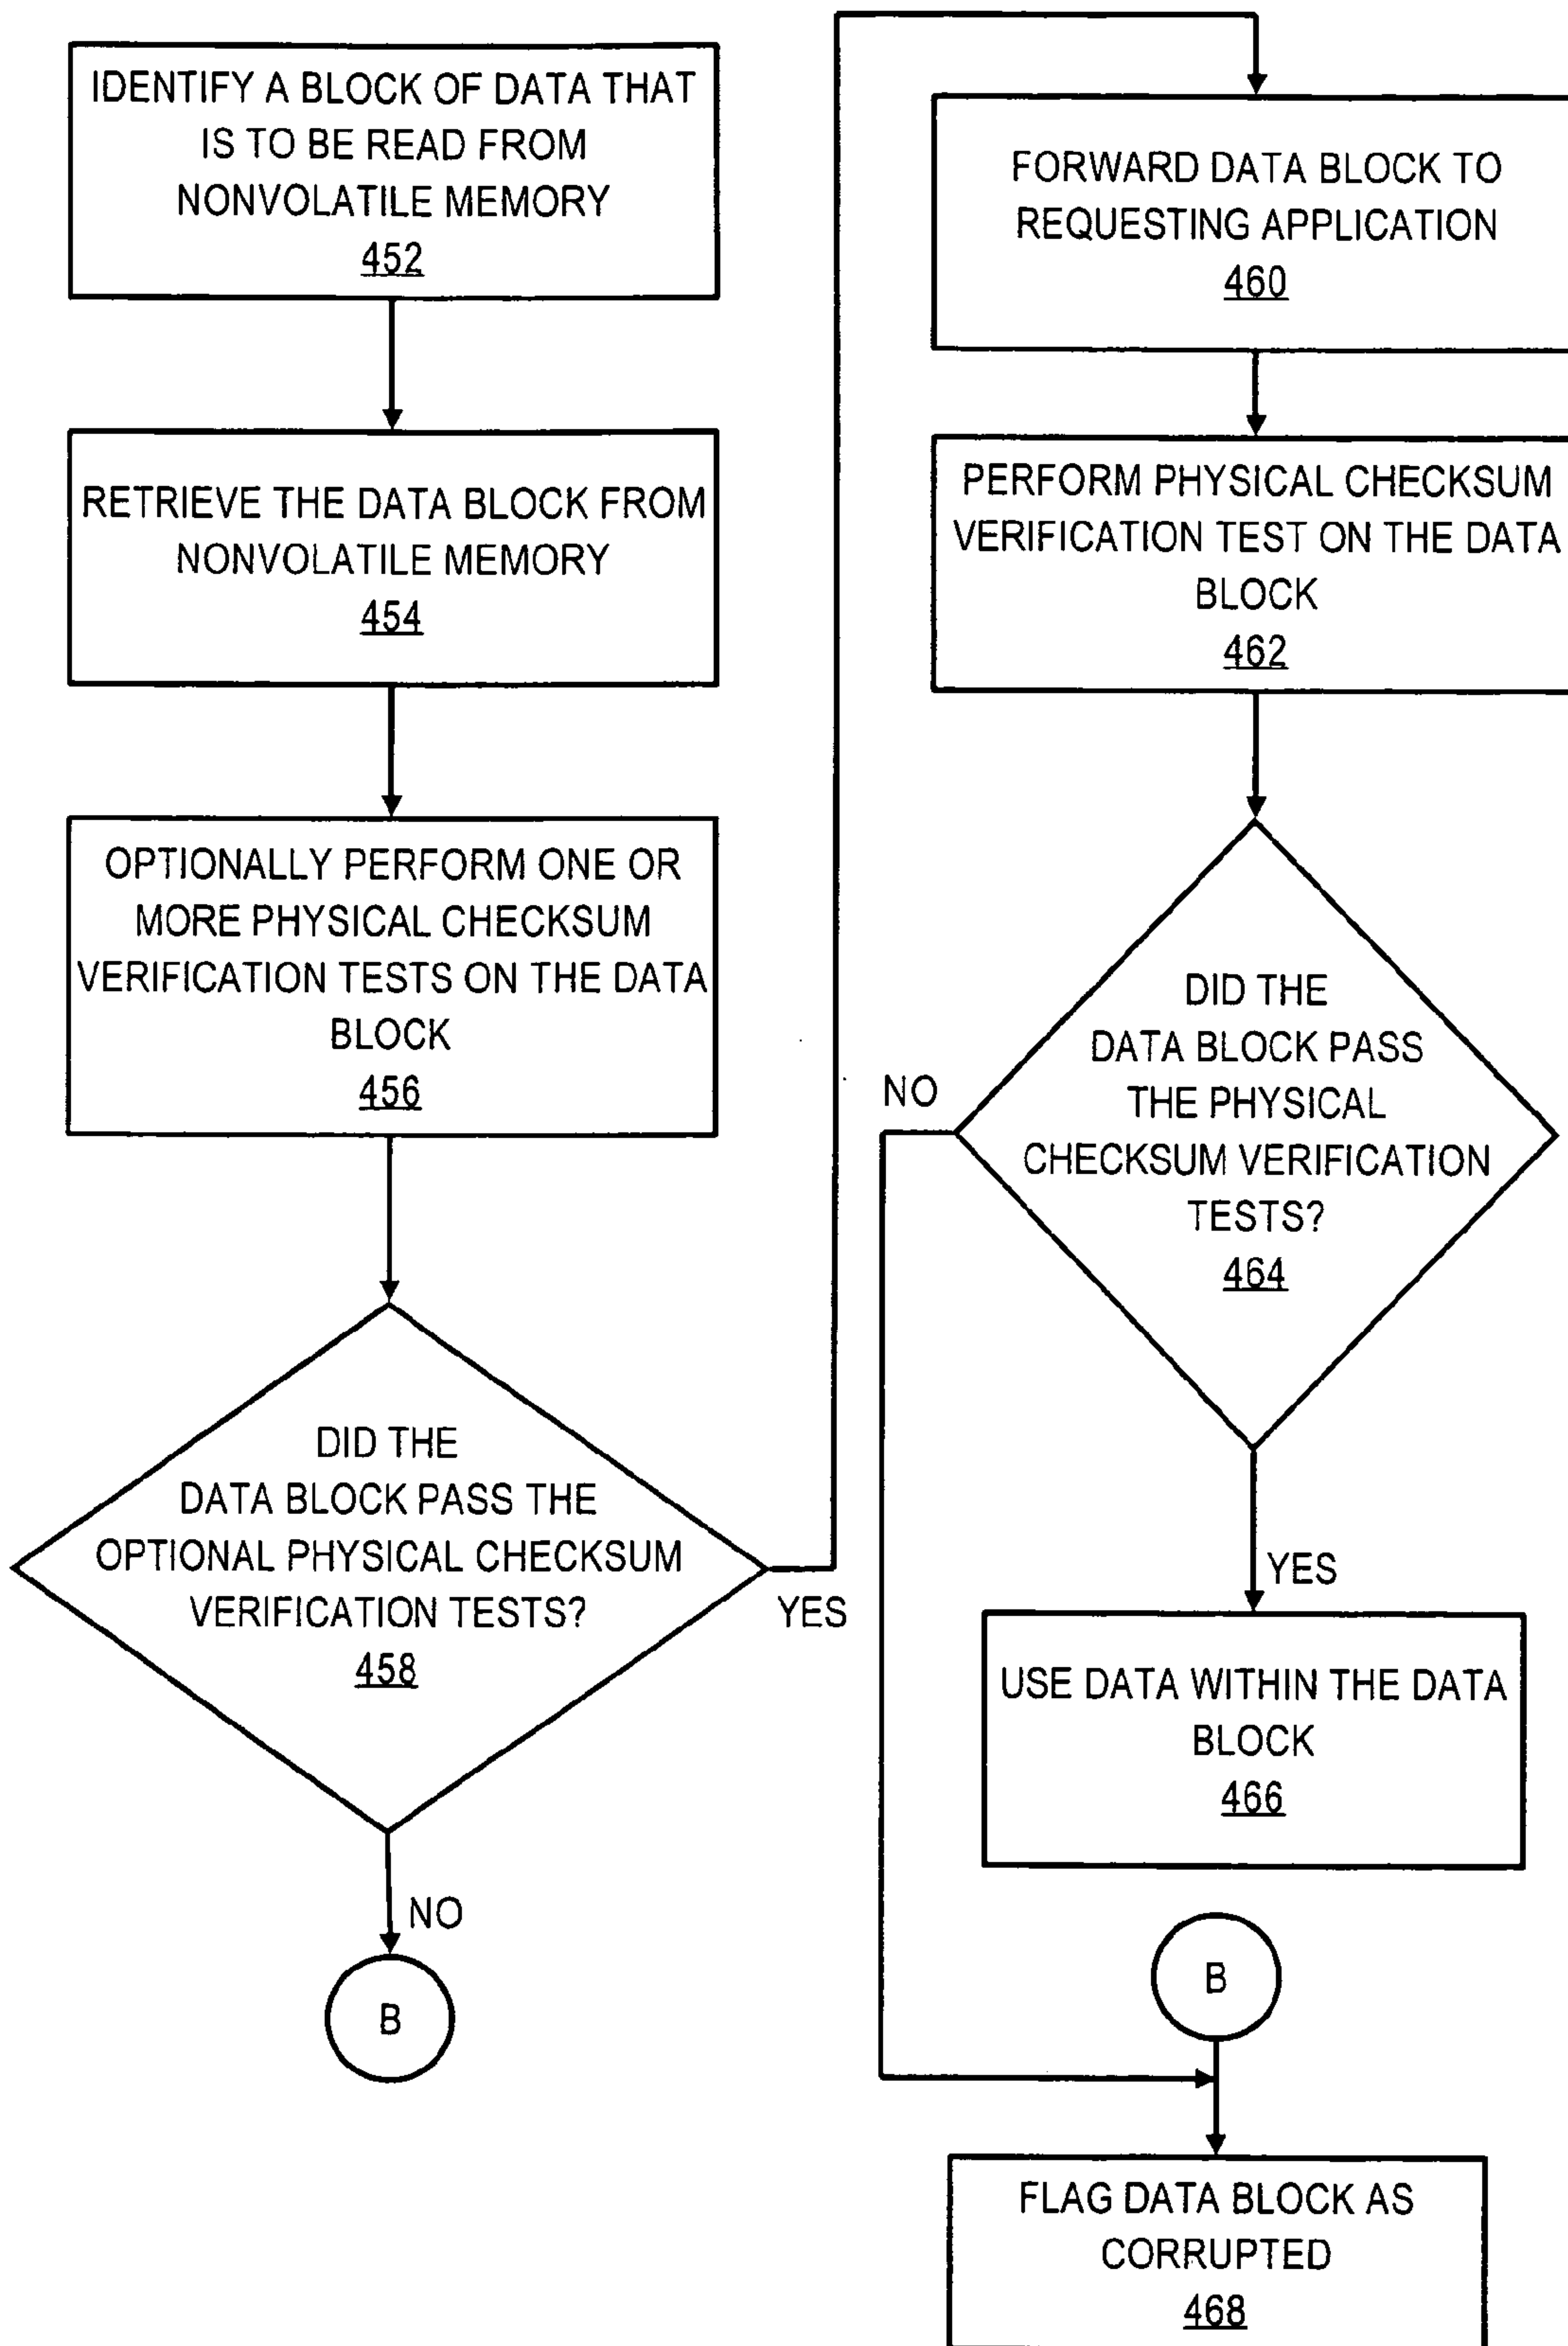 IDENTIFY A BLOCK OF DATA THAT
IS TO BE READ FROM
NONVOLATILE MEMORY
452
RETRIEVE THE DATA BLOCK FROM
NONVOLATILE MEMORY
454
OPTIONALLY PERFORM ONE OR
MORE PHYSICAL CHECKSUM
VERIFICATION TESTS ON THE DATA
BLOCK
456
DID THE
DATA BLOCK PASS THE
OPTIONAL PHYSICAL CHECKSUM
VERIFICATION TESTS?
458
YES
NO
B
FORWARD DATA BLOCK TO
REQUESTING APPLICATION
460
PERFORM PHYSICAL CHECKSUM
VERIFICATION TEST ON THE DATA
BLOCK
462
DID THE
DATA BLOCK PASS
THE PHYSICAL
CHECKSUM VERIFICATION
TESTS?
464
NO
YES
USE DATA WITHIN THE DATA
BLOCK
466
B
FLAG DATA BLOCK AS
CORRUPTED
468